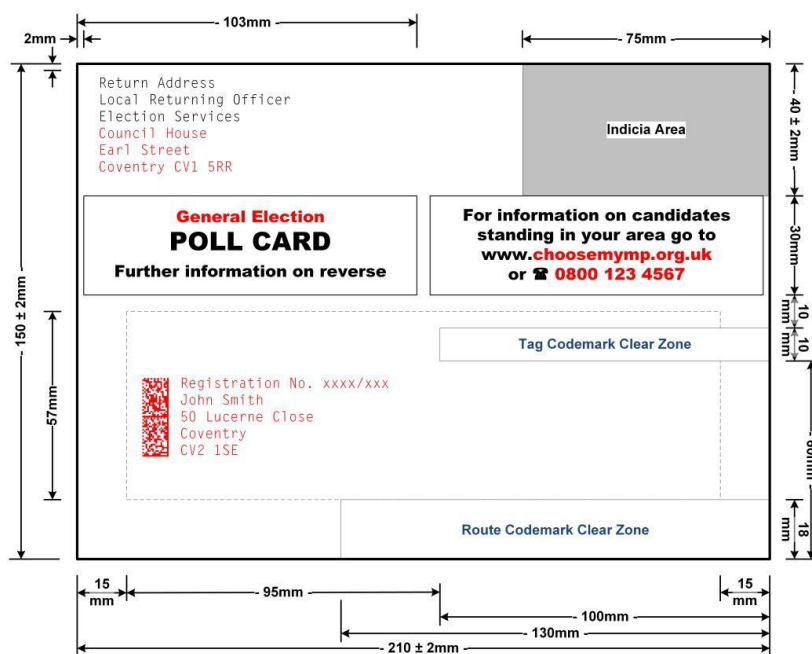 - 103mm -
2mm
- 75mm -
Return Address
Local Returning Officer
Election Services
Council House
Earl Street
Coventry CV1 5RR
Indicia Area
- 40 ± 2mm -
General Election
POLL CARD
Further information on reverse
For information on candidates
standing in your area go to
www.choosemymp.org.uk
or ☎ 0800 123 4567
30mm
- 150 ± 2mm -
10
mm
Tag Codemark Clear Zone
10
mm
57mm
Registration No. xxxx/xxx
John Smith
50 Lucerne Close
Coventry
CV2 1SE
Route Codemark Clear Zone
18
mm
15
mm
- 95mm -
15
mm
- 100mm -
- 130mm -
- 210 ± 2mm -